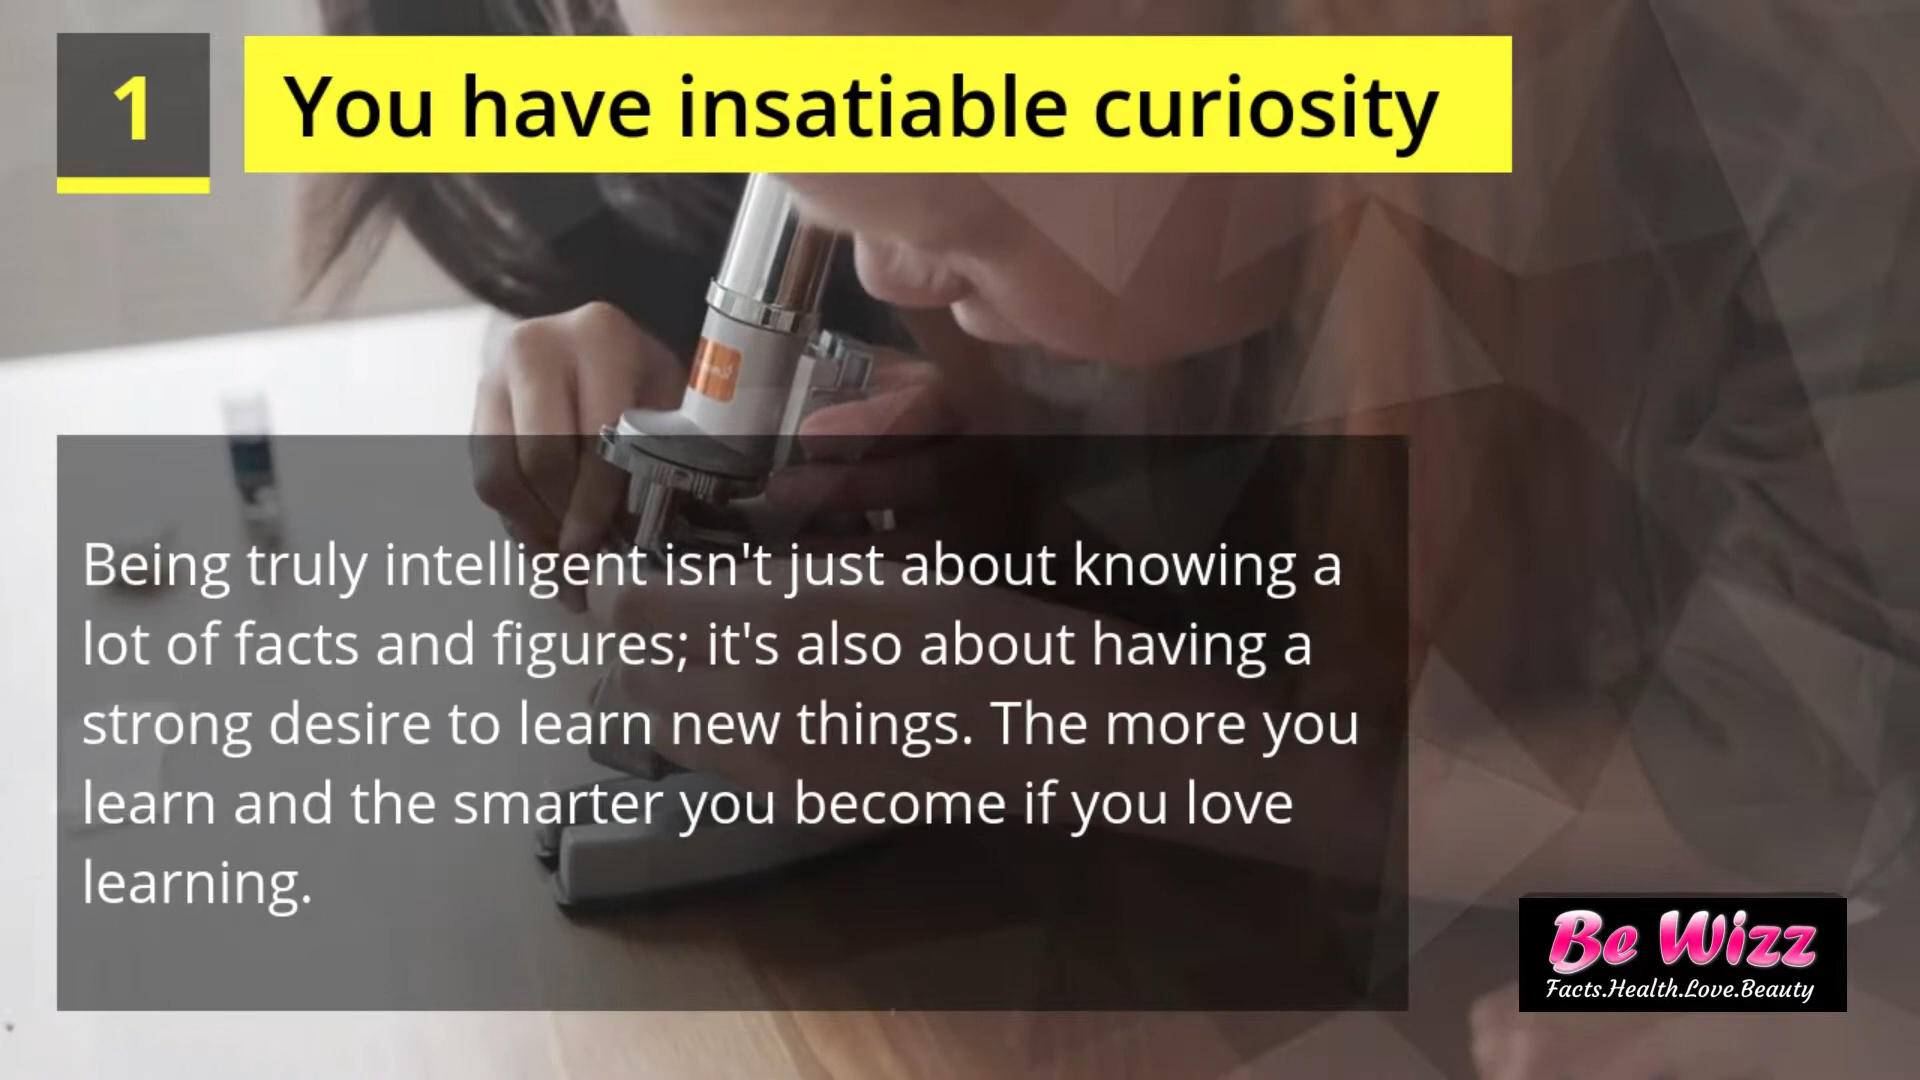 1
You have insatiable curiosity
Being truly intelligent isn't just about knowing a
lot of facts and figures; it's also about having a
strong desire to learn new things. The more you
learn and the smarter you become if you love
learning.
Be Wizz
Facts.Health.Love.Beauty